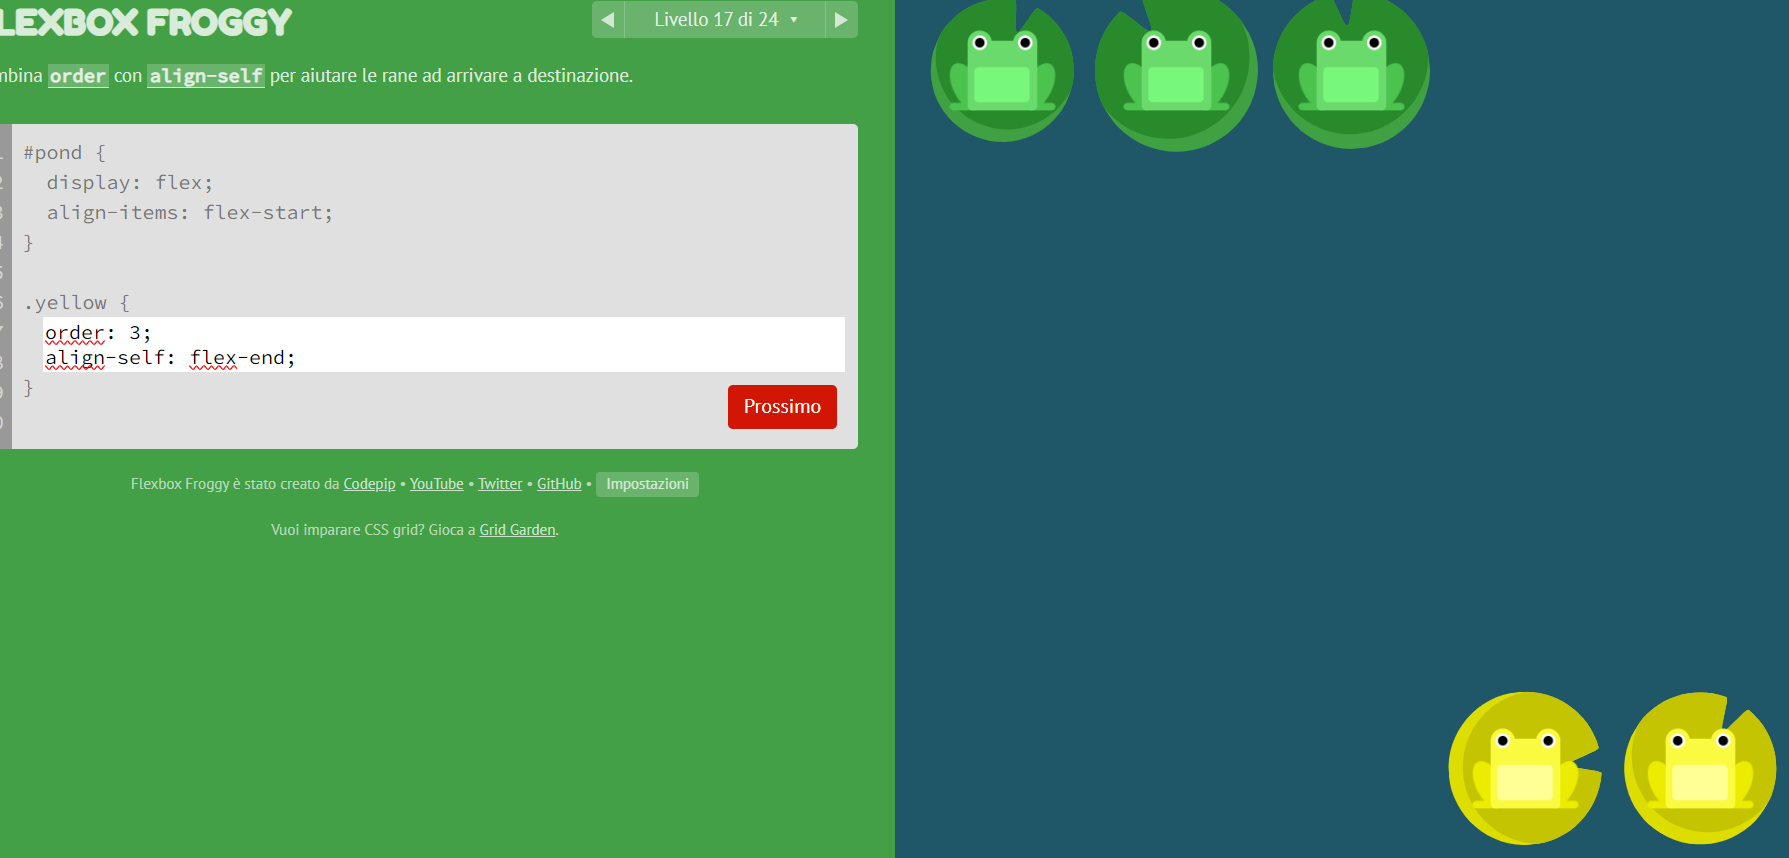 LEXBOX FROGGY
Livello 17 di 24
mbina order con align-self per aiutare le rane ad arrivare a destinazione.
#pond {
display: flex;
align-items: flex-start;
}
.yellow {
order: 3;
align-self: flex-end;
}
Prossimo
Flexbox Froggy è stato creato da Codepip • YouTube • Twitter • GitHub • Impostazioni
Vuoi imparare CSS grid? Gioca a Grid Garden.